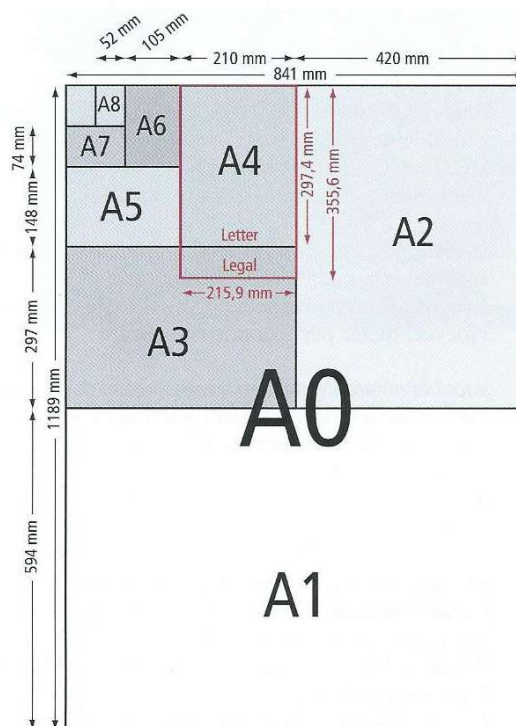 52 mm
105 mm
210 mm
420 mm
841 mm
A8
A6
A7
A4
A5
A2
Letter
Legal
215,9 mm
297,4 mm
355,6 mm
A3
A0
A1
74 mm
148 mm
297 mm
594 mm
1189 mm